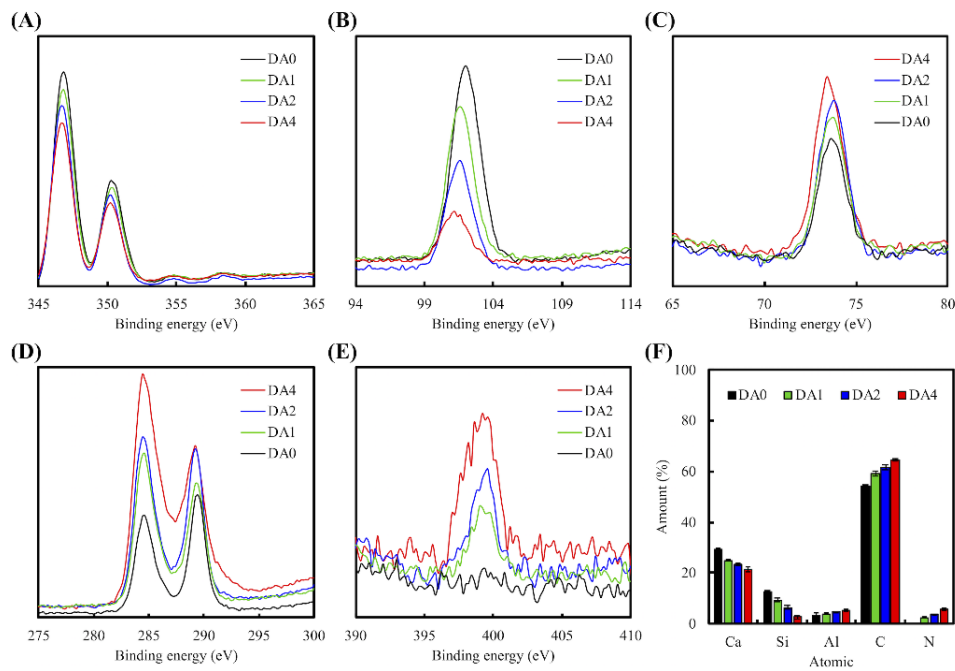 (A)
DA0
DA1
DA2
DA4
345 350 355 360 365
Binding energy (eV)
(B)
DA0
DA1
DA2
DA4
94 99 104 109 114
Binding energy (eV)
(C)
DA4
DA2
DA1
DA0
65 70 75 80
Binding energy (eV)
(D)
DA4
DA2
DA1
DA0
275 280 285 290 295 300
Binding energy (eV)
(E)
DA4
DA2
DA1
DA0
390 395 400 405 410
Binding energy (eV)
(F)
DA0 DA1 DA2 DA4
Amount (%)
100
80
60
40
20
0
Ca Si Al C N
Atomic